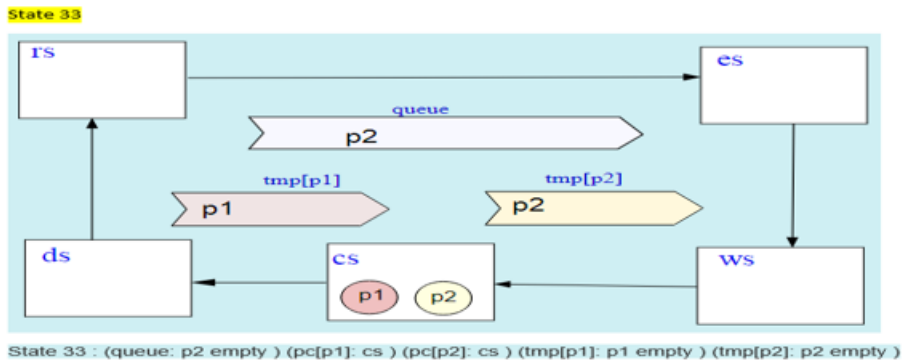 State 33
rs
es
queue
p2
tmp[p1]
tmp[p2]
p1
p2
ds
cs
ws
p1
p2
State 33 : (queue: p2 empty ) (pc[p1]: cs ) (pc[p2]: cs ) (tmp[p1]: p1 empty ) (tmp[p2]: p2 empty )